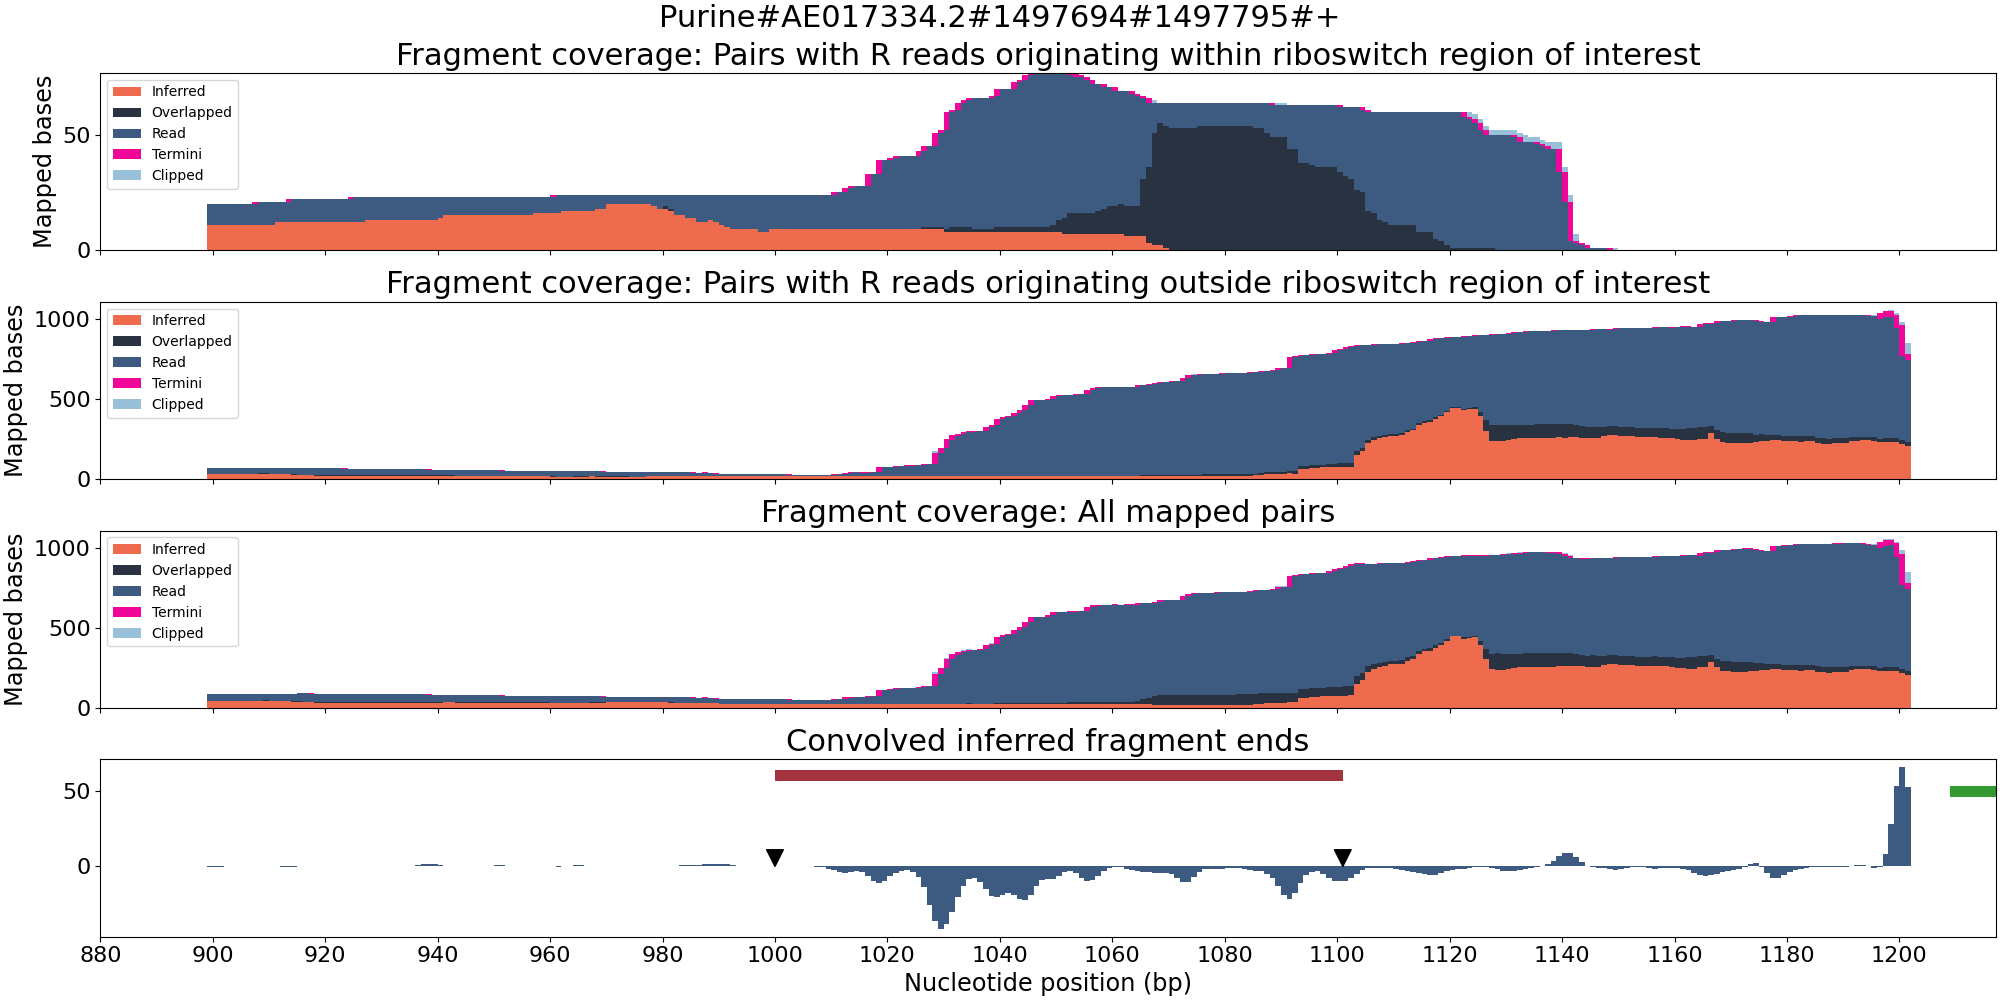 Purine#AE017334.2#1497694#1497795#+
Fragment coverage: Pairs with R reads originating within riboswitch region of interest
Mapped bases
50
0
Inferred
Overlapped
Read
Termini
Clipped
Fragment coverage: Pairs with R reads originating outside riboswitch region of interest
Mapped bases
1000
500
0
Inferred
Overlapped
Read
Termini
Clipped
Fragment coverage: All mapped pairs
Mapped bases
1000
500
0
Inferred
Overlapped
Read
Termini
Clipped
Convolved inferred fragment ends
50
0
880 900 920 940 960 980 1000 1020 1040 1060 1080 1100 1120 1140 1160 1180 1200
Nucleotide position (bp)